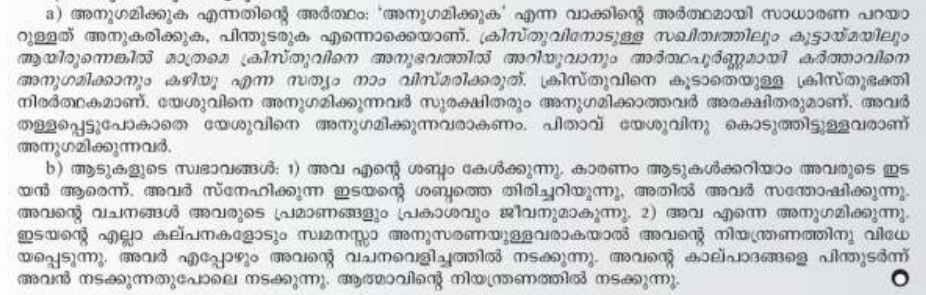 a) അനുഗമിക്കുക എന്നതിന്റെ അർത്ഥം: 'അനുഗമിക്കുക' എന്ന വാക്കിന്റെ അർത്ഥമായി സാധാരണ പറയാ
റുള്ളത് അനുകരിക്കുക, പിന്തുടരുക എന്നൊക്കെയാണ്. ക്രിസ്തുവിനോടുള്ള സഖിത്വത്തിലും കൂട്ടായ്മയിലും
ആയിരുന്നെങ്കിൽ മാത്രമെ ക്രിസ്തുവിനെ അനുഭവത്തിൽ അറിയുവാനും അർത്ഥപൂർണ്ണമായി കർത്താവിനെ
അനുഗമിക്കാനും കഴിയൂ എന്ന സത്യം നാം വിസ്മരിക്കരുത്. ക്രിസ്തുവിനെ കൂടാതെയുള്ള ക്രിസ്തുഭക്തി
നിരർത്ഥകമാണ്. യേശുവിനെ അനുഗമിക്കുന്നവർ സുരക്ഷിതരും അനുഗമിക്കാത്തവർ അരക്ഷിതരുമാണ്. അവർ
തള്ളപ്പെട്ടുപോകാതെ യേശുവിനെ അനുഗമിക്കുന്നവരാകണം. പിതാവ് യേശുവിനു കൊടുത്തിട്ടുള്ളവരാണ്
അനുഗമിക്കുന്നവർ.
b) ആടുകളുടെ സ്വഭാവങ്ങൾ: 1) അവ എന്റെ ശബ്ദം കേൾക്കുന്നു. കാരണം ആടുകൾക്കറിയാം അവരുടെ ഇട
യൻ ആരെന്ന്. അവർ സ്നേഹിക്കുന്ന ഇടയന്റെ ശബ്ദത്തെ തിരിച്ചറിയുന്നു, അതിൽ അവർ സന്തോഷിക്കുന്നു.
അവന്റെ വചനങ്ങൾ അവരുടെ പ്രമാണങ്ങളും പ്രകാശവും ജീവനുമാകുന്നു. 2) അവ എന്നെ അനുഗമിക്കുന്നു.
ഇടയന്റെ എല്ലാ കല്പനകളോടും സ്വമനസ്സാ അനുസരണയുള്ളവരാകയാൽ അവന്റെ നിയന്ത്രണത്തിനു വിധേ
യപ്പെടുന്നു. അവർ എപ്പോഴും അവന്റെ വചനവെളിച്ചത്തിൽ നടക്കുന്നു. അവന്റെ കാല്പാദങ്ങളെ പിന്തുടർന്ന്
അവൻ നടക്കുന്നതുപോലെ നടക്കുന്നു. ആത്മാവിന്റെ നിയന്ത്രണത്തിൽ നടക്കുന്നു.